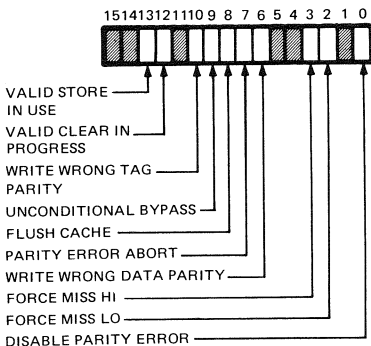 15 14 13 12 11 10 9 8 7 6 5 4 3 2 1 0
VALID STORE
IN USE
VALID CLEAR IN
PROGRESS
WRITE WRONG TAG
PARITY
UNCONDITIONAL BYPASS
FLUSH CACHE
PARITY ERROR ABORT
WRITE WRONG DATA PARITY
FORCE MISS HI
FORCE MISS LO
DISABLE PARITY ERROR